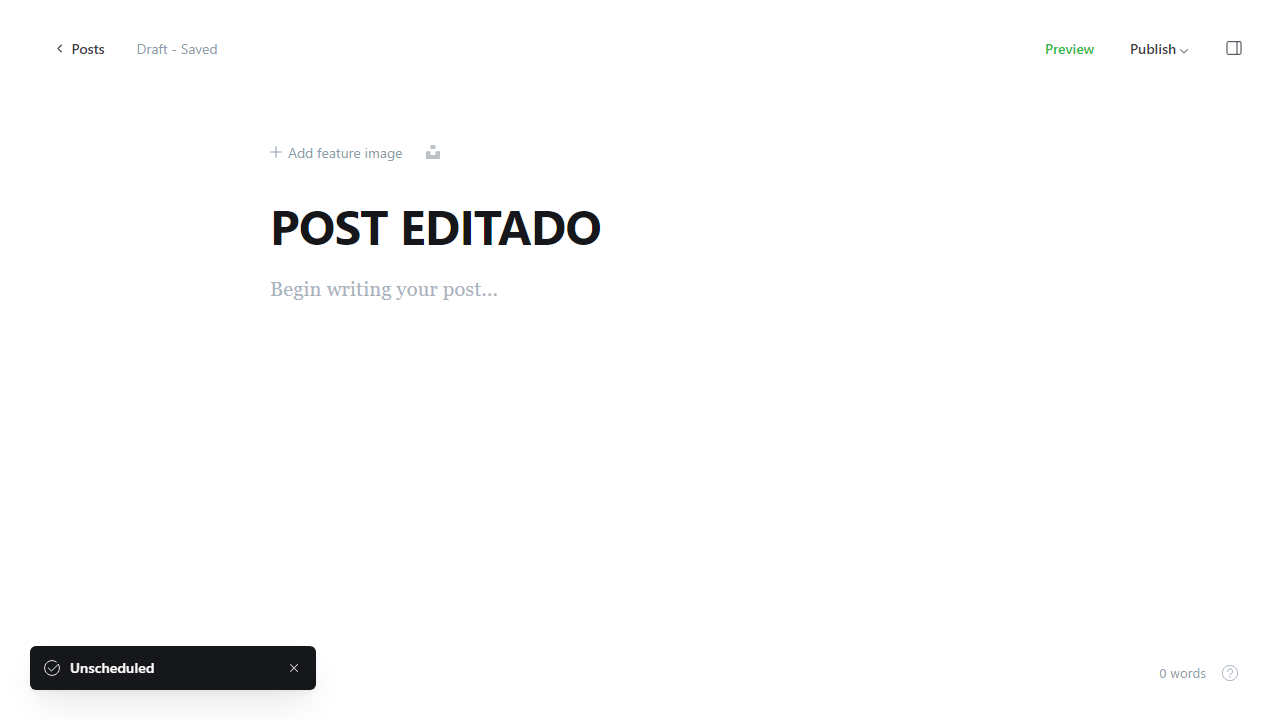 Posts
Draft - Saved
Preview
Publish
Add feature image
POST EDITADO
Begin writing your post...
Unscheduled
0 words
?